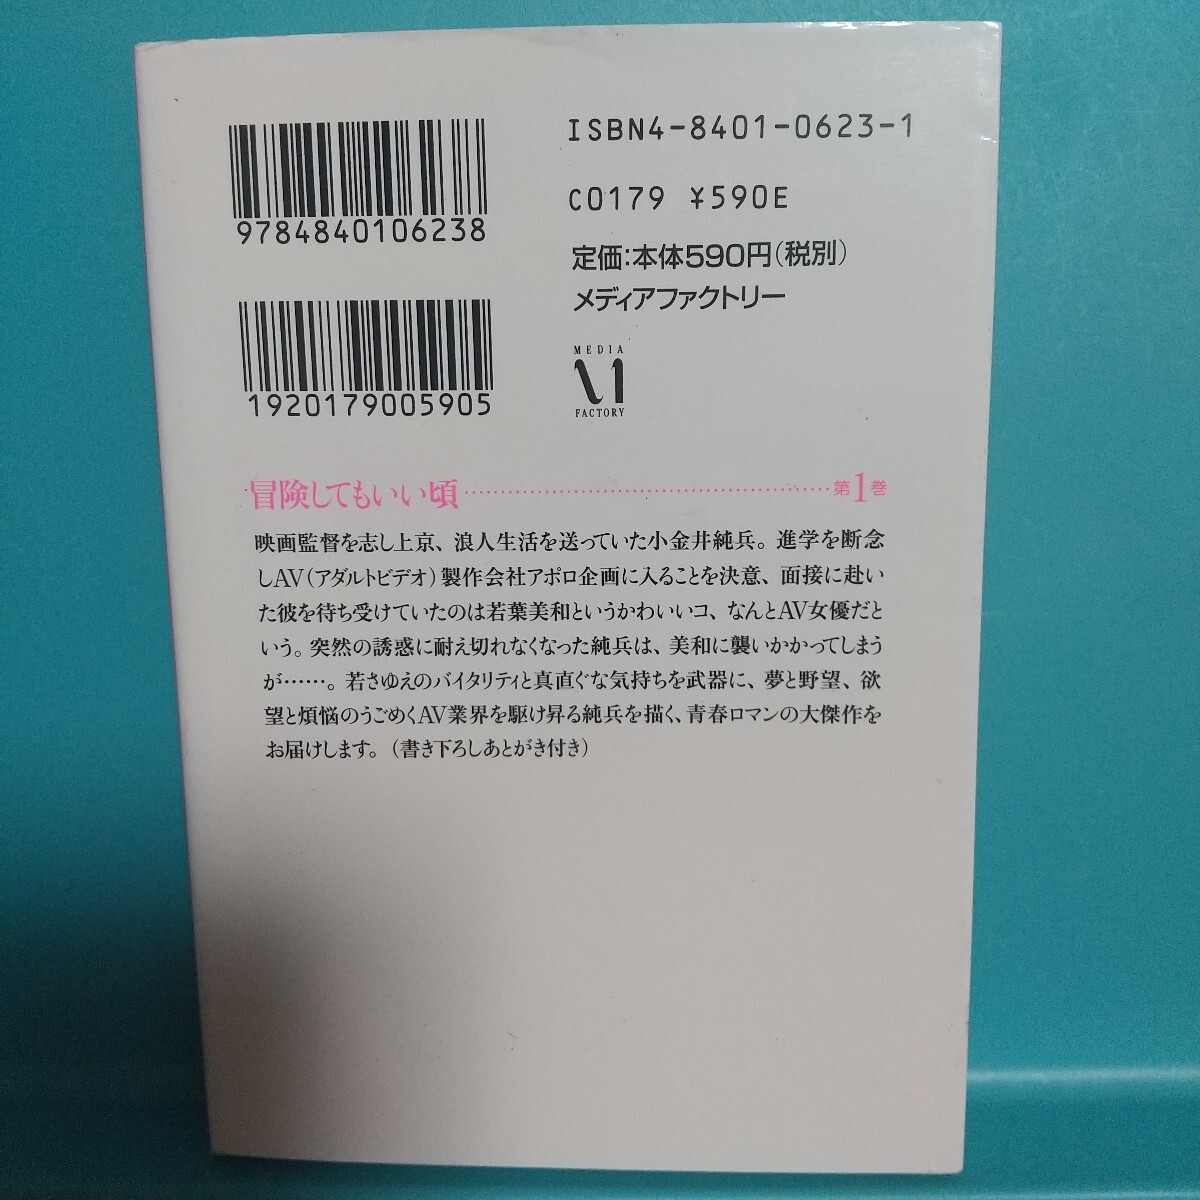 9784840106238
ISBN4-8401-0623-1
C0179 ¥590E
定価:本体590円(税別)
メディアファクトリー
1920179005905
MEDIA
FACTORY
冒険してもいい頃……………………………………………第1巻
映画監督を志し上京、浪人生活を送っていた小金井純兵。進学を断念
しAV(アダルトビデオ)製作会社アポロ企画に入ることを決意、面接に赴い
た彼を待ち受けていたのは若葉美和というかわいいコ、なんとAV女優だと
いう。突然の誘惑に耐え切れなくなった純兵は、美和に襲いかかってしまう
が……。若さゆえのバイタリティと真直ぐな気持ちを武器に、夢と野望、欲
望と煩悩のうごめくAV業界を駆け昇る純兵を描く、青春ロマンの大傑作を
お届けします。(書き下ろしあとがき付き)